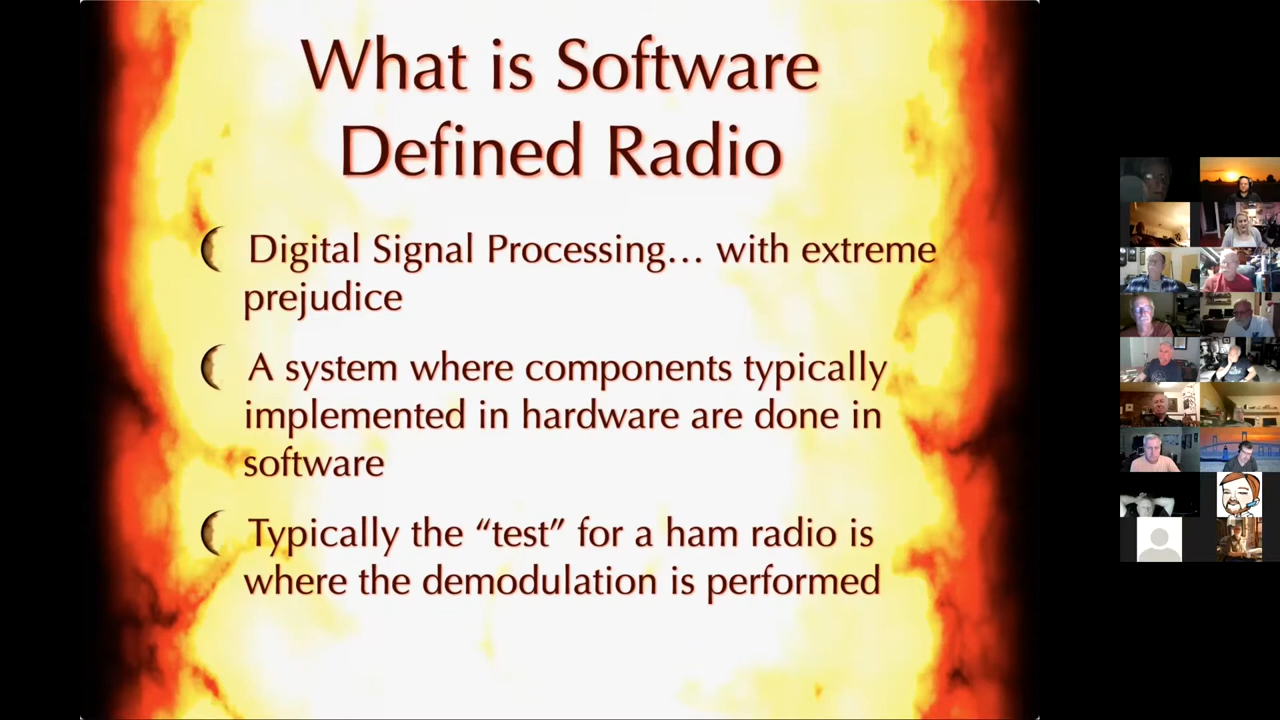 What is Software
Defined Radio
Digital Signal Processing… with extreme
prejudice
A system where components typically
implemented in hardware are done in
software
Typically the “test” for a ham radio is
where the demodulation is performed